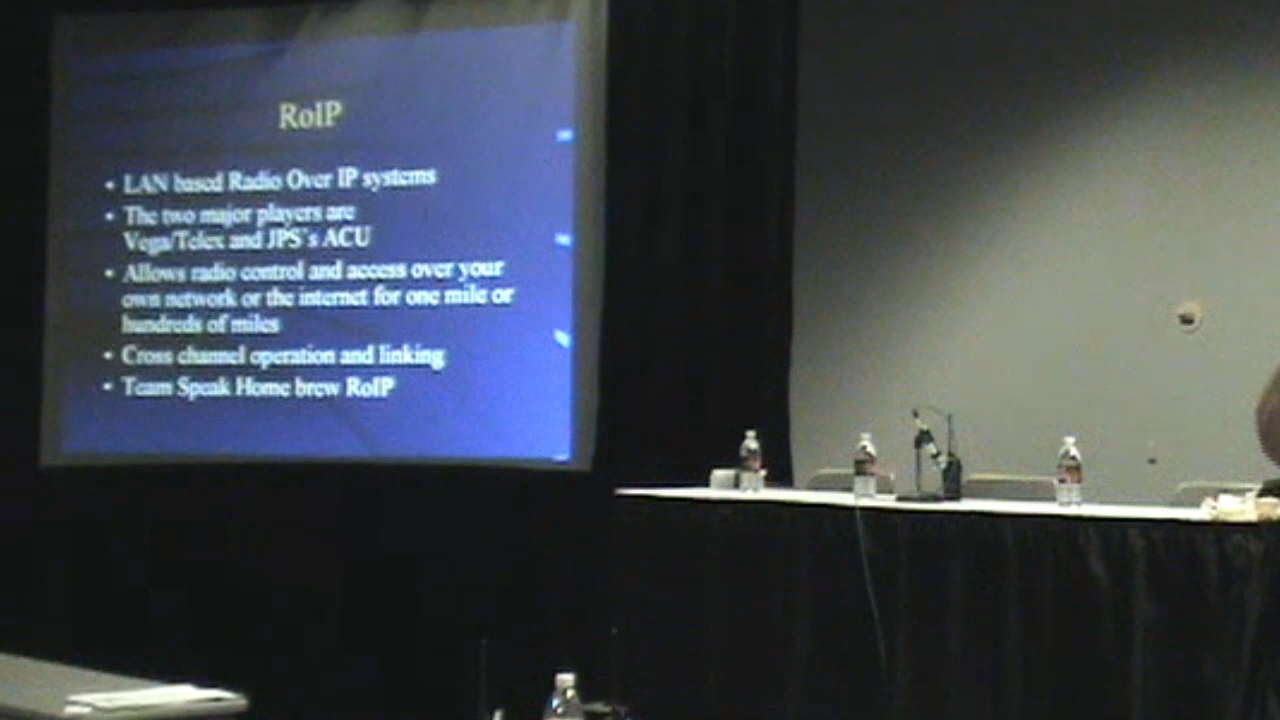 RoIP
• LAN based Radio Over IP systems
• The two major players are
Vega/Telex and JPS's ACU
• Allows radio control and access over your
own network or the internet for one mile or
hundreds of miles
• Cross channel operation and linking
• Team Speak Home brew RoIP